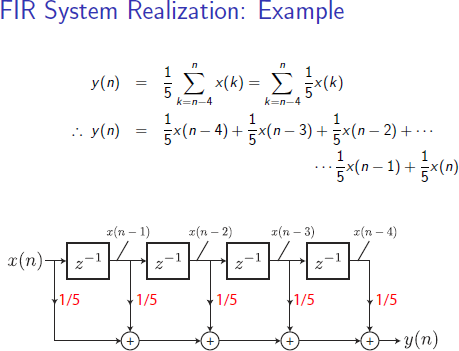 FIR System Realization: Example
y(n) = 1/5 ∑_{k=n−4}^{n} x(k) = ∑_{k=n−4}^{n} 1/5 x(k)
∴ y(n) = 1/5 x(n − 4) + 1/5 x(n − 3) + 1/5 x(n − 2) + ⋯
⋯ 1/5 x(n − 1) + 1/5 x(n)
x(n − 1) x(n − 2) x(n − 3) x(n − 4)
x(n) z⁻¹ z⁻¹ z⁻¹ z⁻¹
1/5 1/5 1/5 1/5 1/5
+ + + + y(n)